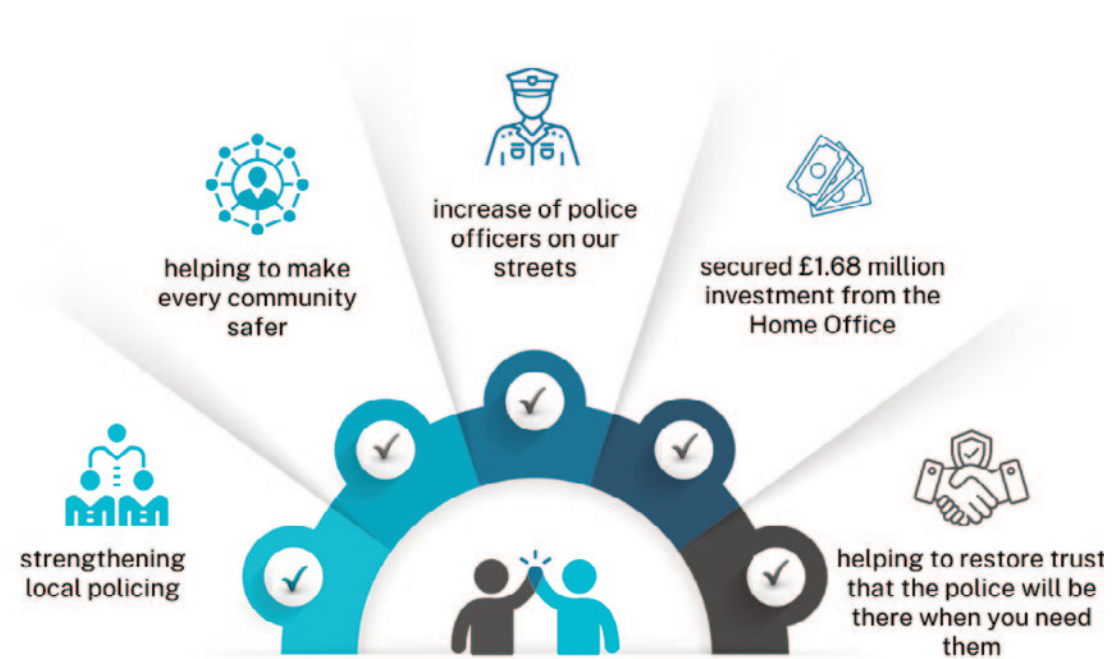 strengthening
local policing
helping to make
every community
safer
increase of police
officers on our
streets
secured £1.68 million
investment from the
Home Office
helping to restore trust
that the police will be
there when you need
them